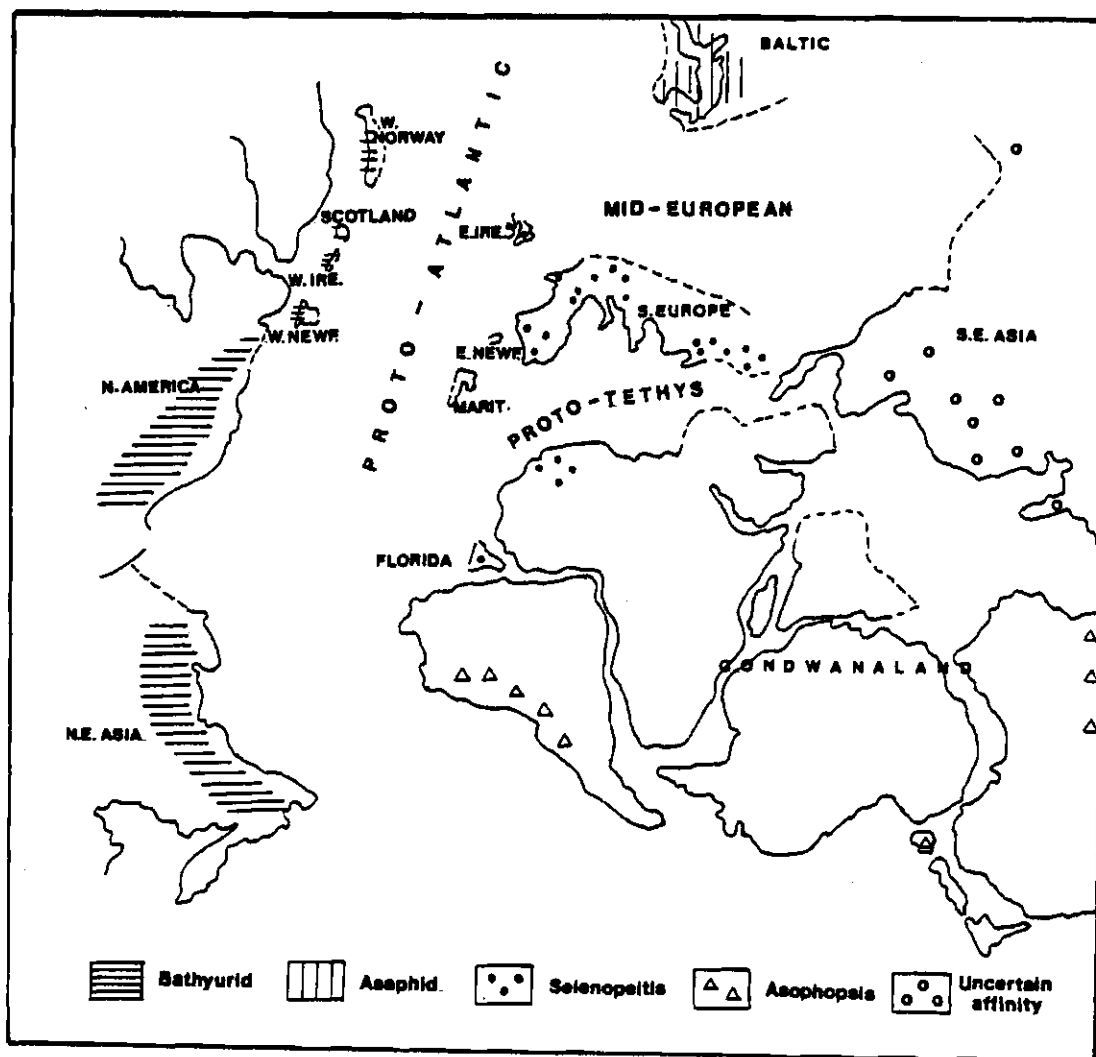 BALTIC
W.
NORWAY
PROTO-ATLANTIC
SCOTLAND
E.IRE.
MID-EUROPEAN
W. IRE.
W. NEWF.
E. NEWF.
S. EUROPE
S.E. ASIA
N. AMERICA
MARIT.
PROTO-TETHYS
FLORIDA
GONDWANALAND
N.E. ASIA
Bathyurid
Asaphid
Selenopeltis
Asophopsis
Uncertain
affinity